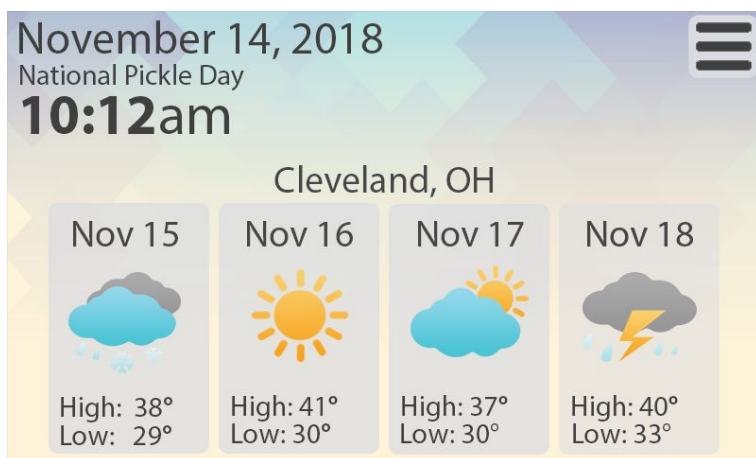 November 14, 2018
National Pickle Day
10:12am
Cleveland, OH
Nov 15
High: 38°
Low: 29°
Nov 16
High: 41°
Low: 30°
Nov 17
High: 37°
Low: 30°
Nov 18
High: 40°
Low: 33°